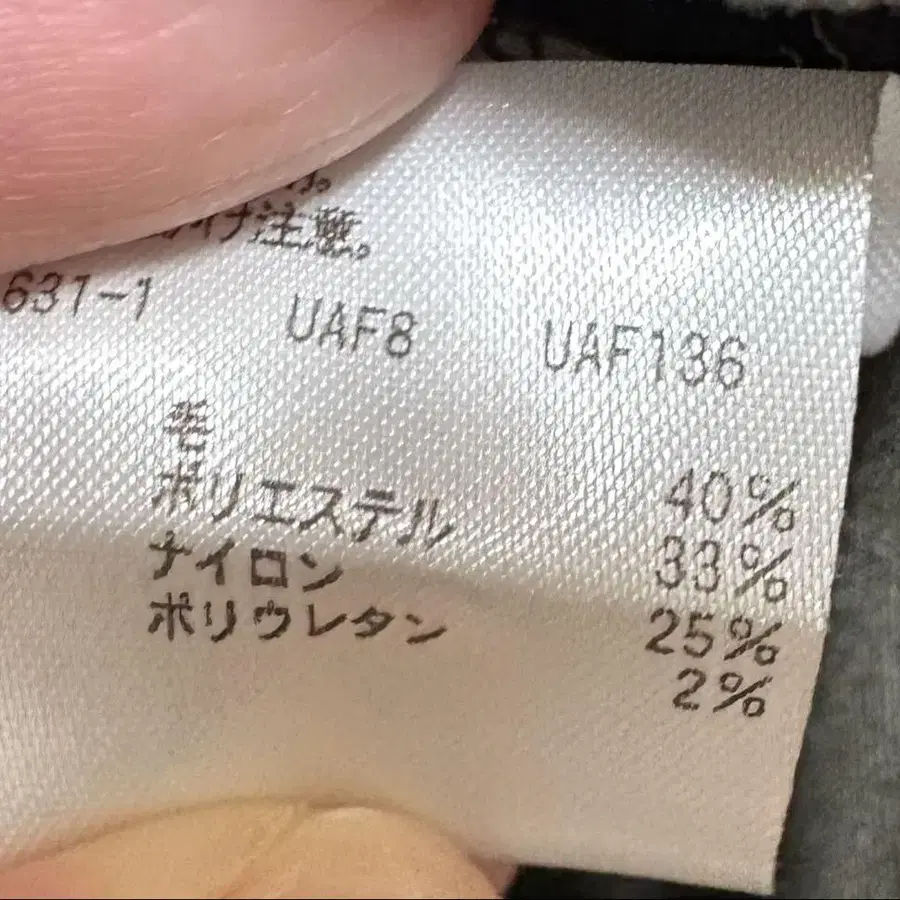 注意。
631-1 UAF8 UAF136
毛 40%
ポリエステル 33%
ナイロン 25%
ポリウレタン 2%